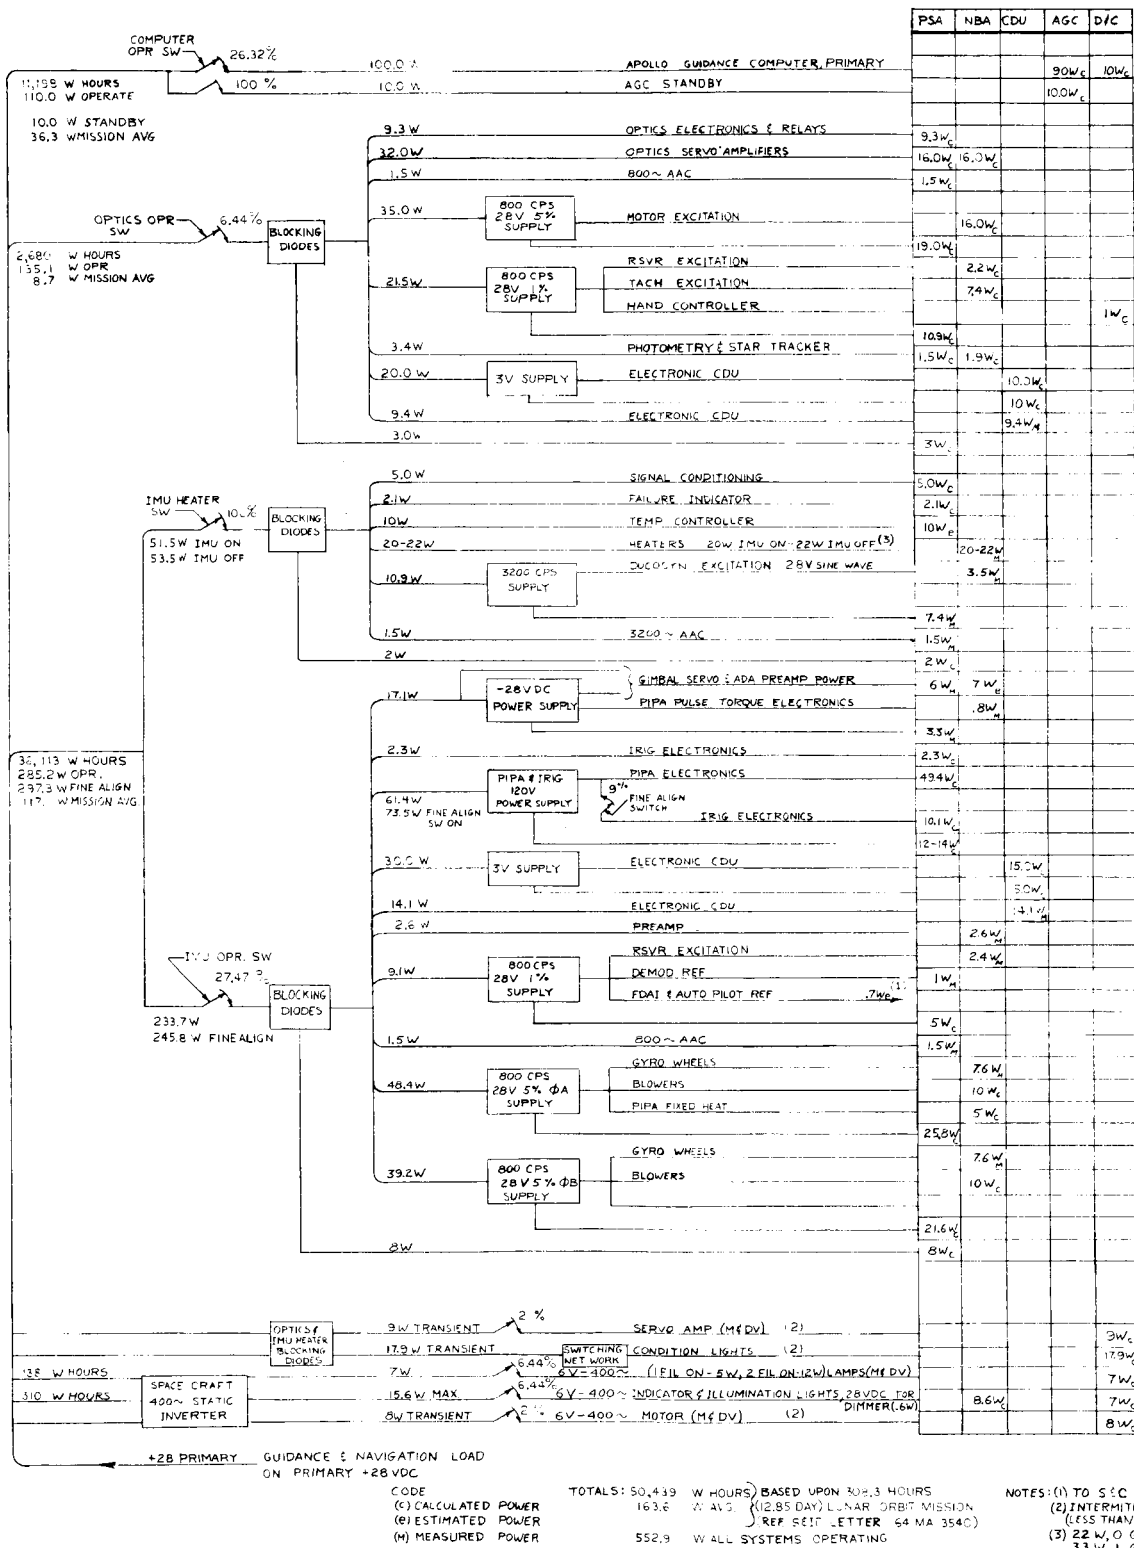 PSA NBA CDU AGC D/C
COMPUTER
OPR SW
26.32%
100.0 W
APOLLO GUIDANCE COMPUTER, PRIMARY
90Wc 10Wc
11,199 W HOURS
110.0 W OPERATE
100 %
10.0 W
AGC STANDBY
10.0Wc
10.0 W STANDBY
36.3 W MISSION AVG
9.3 W
OPTICS ELECTRONICS & RELAYS
9.3Wc
32.0W
OPTICS SERVO AMPLIFIERS
16.0Wc 16.0Wc
1.5 W
800~ AAC
1.5Wc
OPTICS OPR
SW
6.44%
BLOCKING
DIODES
35.0 W
800 CPS
28V 5%
SUPPLY
MOTOR EXCITATION
16.0Wc
19.0Wc
W HOURS
135.1 W OPR
8.7 W MISSION AVG
21.5W
800 CPS
28V 1%
SUPPLY
RSVR EXCITATION
2.2Wc
TACH EXCITATION
7.4Wc
HAND CONTROLLER
1Wc
10.9Wc
3.4W
PHOTOMETRY & STAR TRACKER
1.5Wc 1.9Wc
20.0 W
3V SUPPLY
ELECTRONIC CDU
10.0Wc
10Wc
9.4 W
ELECTRONIC CDU
9.4WM
3.0W
3W
5.0 W
SIGNAL CONDITIONING
5.0Wc
IMU HEATER
SW
BLOCKING
DIODES
2.1W
FAILURE INDICATOR
2.1Wc
10W
TEMP CONTROLLER
10We
51.5W IMU ON
53.5W IMU OFF
20-22W
HEATERS 20W IMU ON-22W IMU OFF (3)
20-22WM
10.9W
3200 CPS
SUPPLY
EXCITATION 28V SINE WAVE
3.5WM
7.4WM
1.5W
3200~ AAC
1.5WM
2W
2Wc
17.1W
-28VDC
POWER SUPPLY
GIMBAL SERVO & ADA PREAMP POWER
6WM 7We
PIPA PULSE TORQUE ELECTRONICS
.8WM
3.3WM
32,113 W HOURS
285.2W OPR.
297.3 W FINE ALIGN
W MISSION AVG
2.3W
IRIG ELECTRONICS
2.3Wc
61.4W
73.5W FINE ALIGN
SW ON
PIPA & IRIG
120V
POWER SUPPLY
PIPA ELECTRONICS
49.4Wc
9%
FINE ALIGN
SWITCH
IRIG ELECTRONICS
10.1Wc
12-14Wc
30.0 W
3V SUPPLY
ELECTRONIC CDU
15.0W
14.1 W
ELECTRONIC CDU
14.1WM
2.6 W
PREAMP
2.6WM
IMU OPR. SW
27.47 %
BLOCKING
DIODES
233.7W
245.8 W FINE ALIGN
9.1W
800CPS
28V 1%
SUPPLY
RSVR EXCITATION
2.4WM
DEMOD REF
1WM
FDAI & AUTO PILOT REF .7We (1)
5Wc
1.5W
800~ AAC
1.5WM
48.4W
800 CPS
28V 5% ΦA
SUPPLY
GYRO WHEELS
7.6WM
BLOWERS
10Wc
PIPA FIXED HEAT
5Wc
25.8Wc
39.2W
800 CPS
28V 5% ΦB
SUPPLY
GYRO WHEELS
7.6WM
BLOWERS
10Wc
21.6Wc
8W
8Wc
OPTICS &
IMU HEATER
BLOCKING
DIODES
9W TRANSIENT
2 %
SERVO AMP (M&DV) (2)
9Wc
17.9W TRANSIENT
SWITCHING
NET WORK
CONDITION LIGHTS (2)
17.9Wc
W HOURS
7W
6.44%
6V-400~ (1 FIL ON-5W, 2 FIL ON-12W) LAMPS (M&DV)
7Wc
310 W HOURS
SPACE CRAFT
400~ STATIC
INVERTER
15.6W MAX
6.44%
6V-400~ INDICATOR & ILLUMINATION LIGHTS, 28VDC FOR
DIMMER (.6W)
8.6Wc 7Wc
8W TRANSIENT
2 %
6V-400~ MOTOR (M&DV) (2)
8Wc
+28 PRIMARY
GUIDANCE & NAVIGATION LOAD
ON PRIMARY +28 VDC
CODE
(C) CALCULATED POWER
(e) ESTIMATED POWER
(M) MEASURED POWER
TOTALS: 50,439 W HOURS BASED UPON 308.3 HOURS
163.6 W AVG. (12.85 DAY) LUNAR ORBIT MISSION
LETTER 64 MA 354C)
552.9 W ALL SYSTEMS OPERATING
NOTES: (1) TO S&C
(2) INTERMIT
(LESS THAN
(3) 22 W, 0